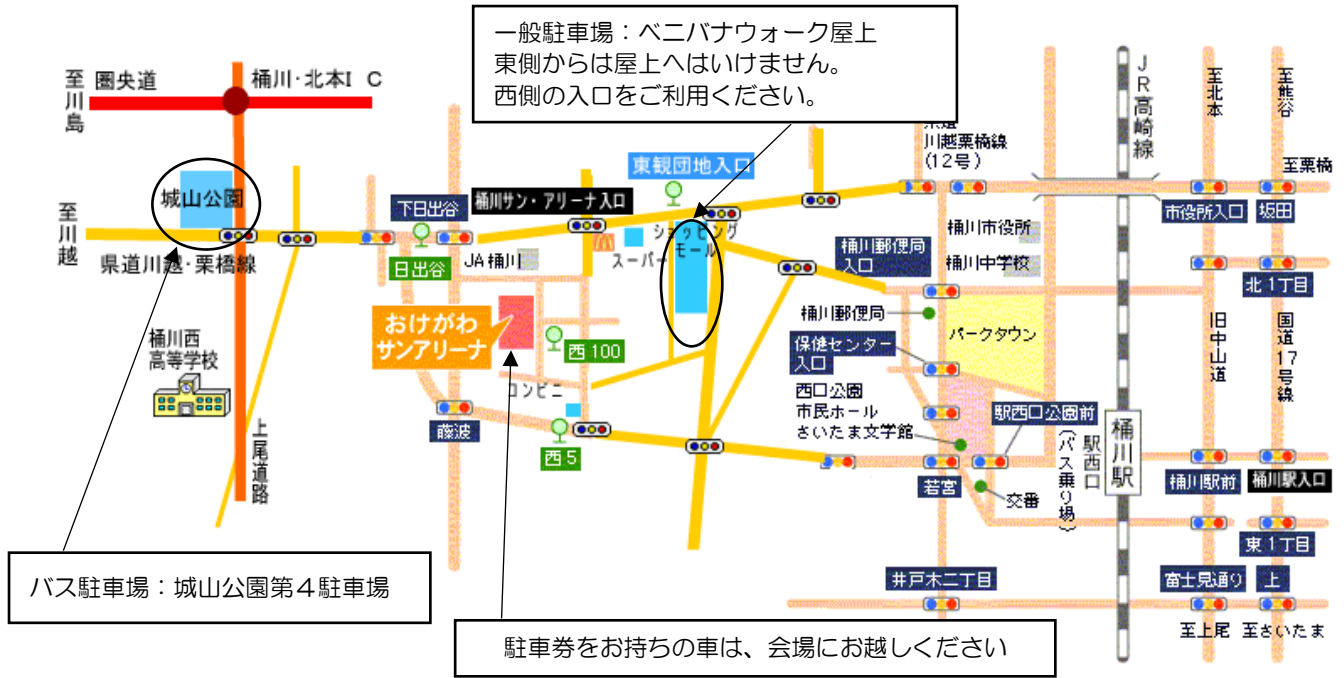 一般駐車場：ベニバナウォーク屋上
東側からは屋上へはいけません。
西側の入口をご利用ください。
至川島
圏央道
桶川･北本I C
城山公園
至川越
県道川越･栗橋線
桶川西
高等学校
上尾道路
下日出谷
日出谷
桶川サン・アリーナ入口
東観団地入口
JA桶川
スーパー
ショッピング
モール
おけがわ
サンアリーナ
西100
コンビニ
藤波
西5
川越栗橋線
(12号)
JR高崎線
至北本
至熊谷
至栗橋
市役所入口
坂田
桶川市役所
桶川中学校
桶川郵便局
入口
北1丁目
桶川郵便局
パークタウン
保健センター
入口
旧中山道
国道17号線
西口公園
市民ホール
さいたま文学館
駅西口公園前
駅西口
(バス乗り場)
桶川駅
若宮
交番
桶川駅前
桶川駅入口
東1丁目
井戸木二丁目
富士見通り
上
至上尾
至さいたま
バス駐車場：城山公園第４駐車場
駐車券をお持ちの車は、会場にお越しください